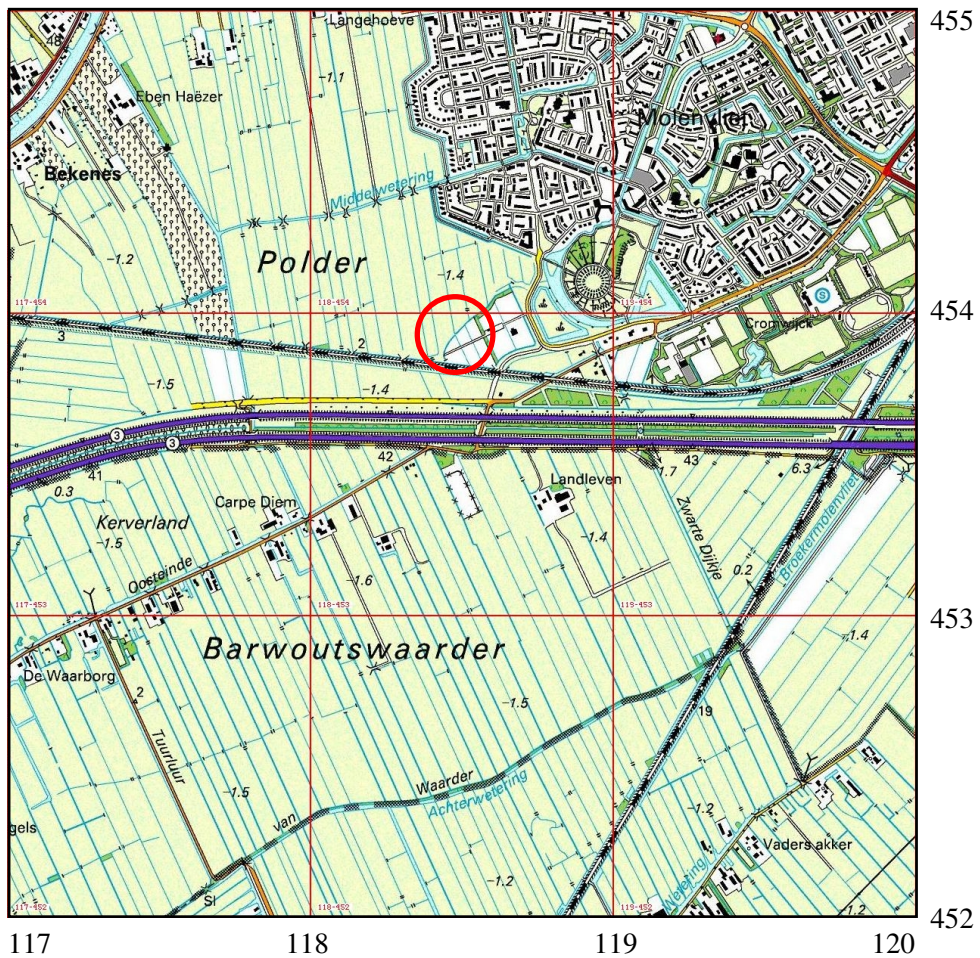 455
Langehoeve
48
-1.1
Eben Haëzer
Molenvliet
Bekenes
Middelwetering
-1.2
Polder
-1.4
117-454
118-454
119-454
454
S
Cromwijck
3
2
-1.5
-1.4
3
3
41
42
43
0.3
1.7
6.3
Landleven
Carpe Diem
Kerverland
-1.5
-1.4
Zwarte Dijkje
Broekermolenvliet
Oosteinde
-1.6
0.2
117-453
118-453
119-453
453
-1.4
Barwoutswaarder
De Waarborg
2
-1.5
19
Tuurluur
-1.5
Waarder
Achterwetering
van
-1.2
gels
Vaders akker
Wetering
-1.2
SI
-1.2
117-452
118-452
119-452
452
117
118
119
120